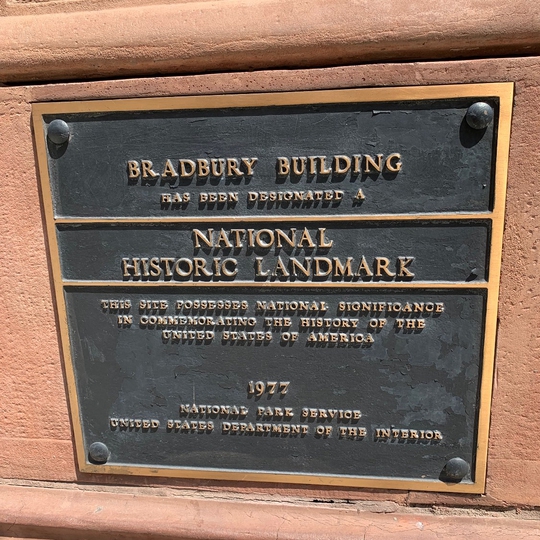 BRADBURY BUILDING
HAS BEEN DESIGNATED A
NATIONAL
HISTORIC LANDMARK
THIS SITE POSSESSES NATIONAL SIGNIFICANCE
IN COMMEMORATING THE HISTORY OF THE
UNITED STATES OF AMERICA
1977
NATIONAL PARK SERVICE
UNITED STATES DEPARTMENT OF THE INTERIOR